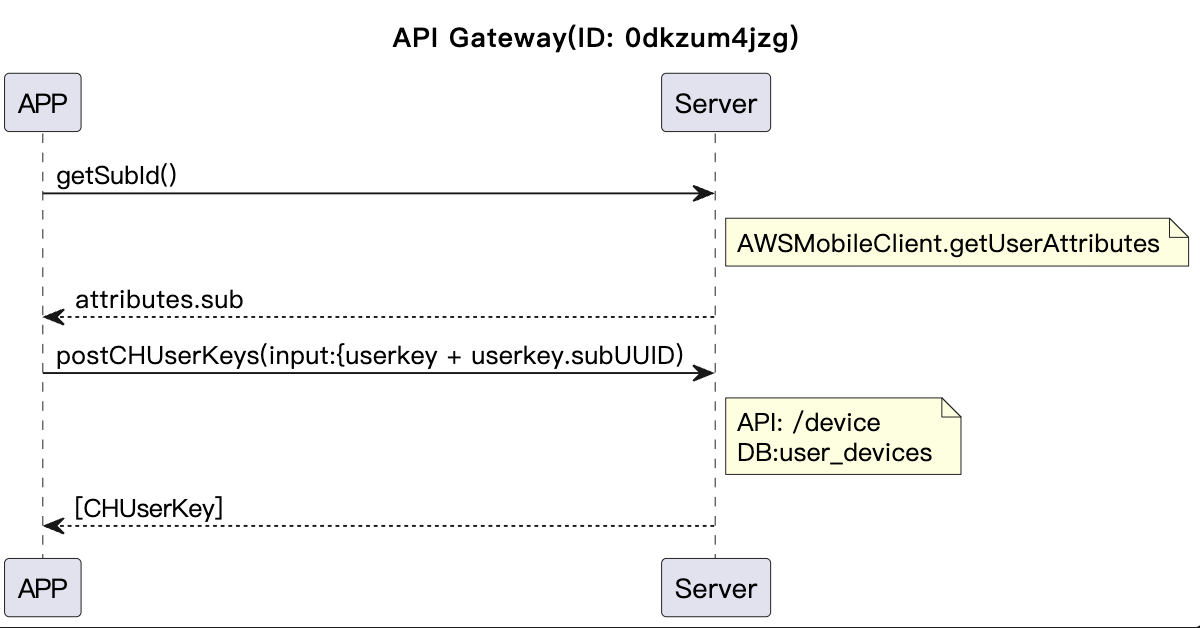 API Gateway(ID: 0dkzum4jzg)
APP
Server
getSubId()
AWSMobileClient.getUserAttributes
attributes.sub
postCHUserKeys(input:{userkey + userkey.subUUID)
API: /device
DB:user_devices
[CHUserKey]
APP
Server